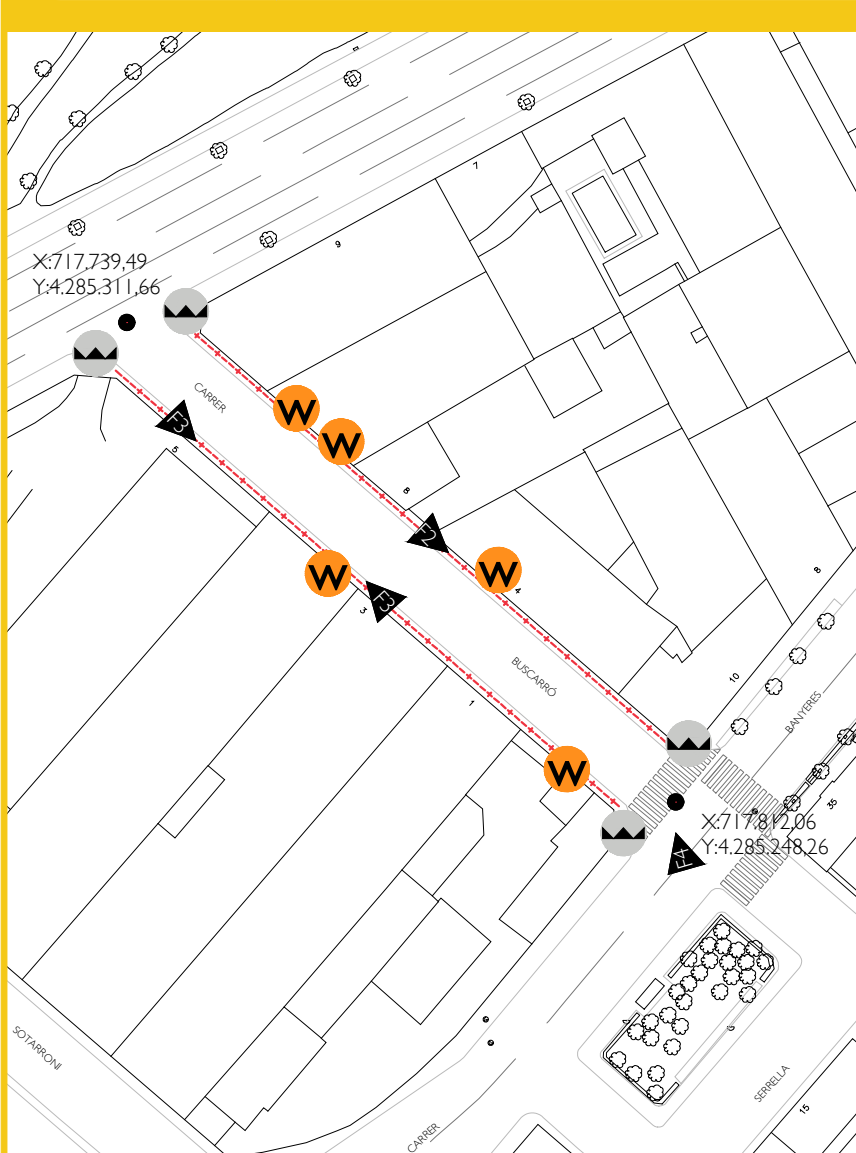 7
9
X:717.739,49
Y:4.285.311,66
CARRER
W
W
F3
5
8
F2
W
4
W
F3
3
8
BUSCARRÓ
10
1
BANYERES
W
X:717.812,06
Y:4.285.248,26
35
F4
SOTARRONI
SERRELLA
15
CARRER